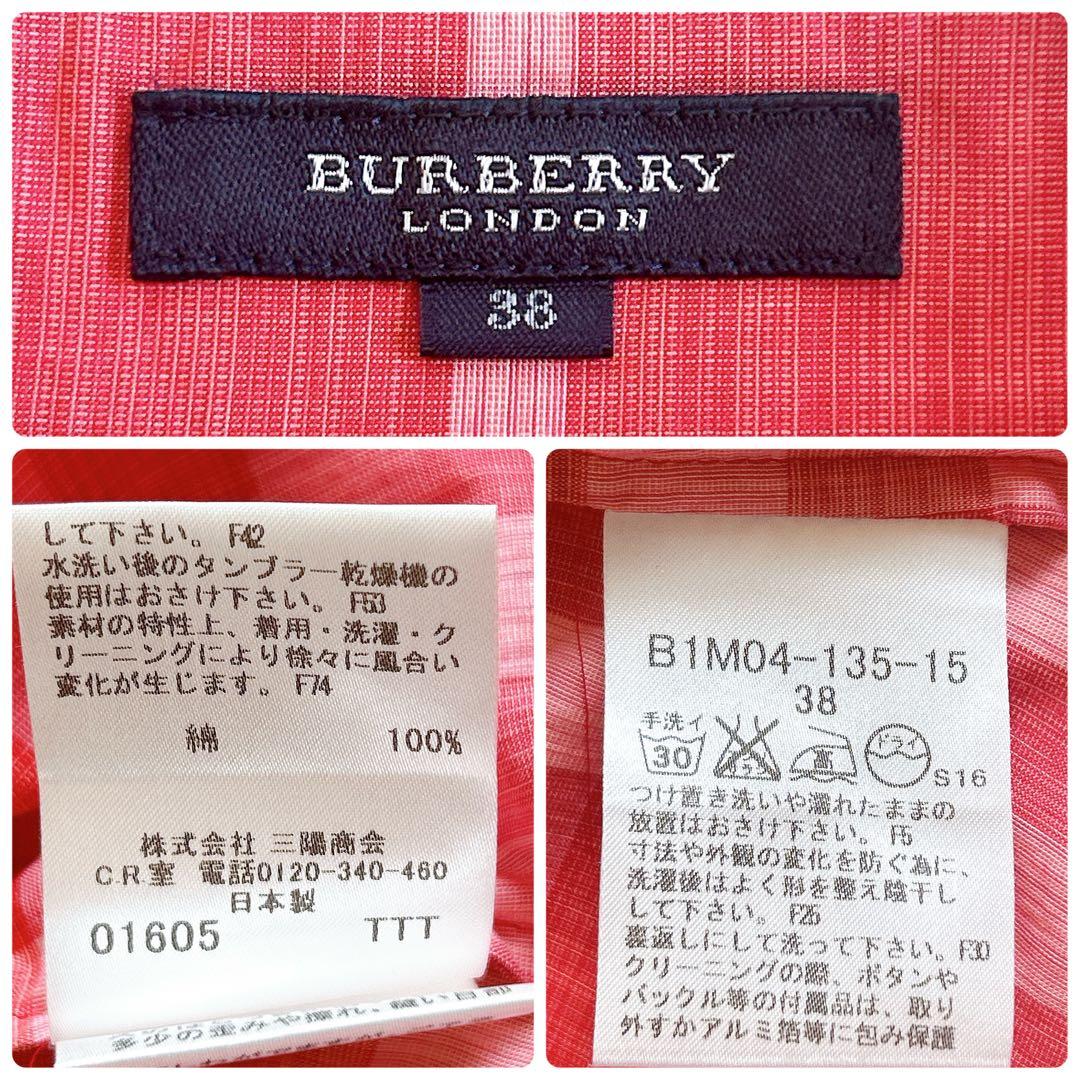 BURBERRY
LONDON
38
して下さい。 F42
水洗い後のタンブラー乾燥機の
使用はおさけ下さい。 F53
素材の特性上、着用・洗濯・ク
リーニングにより徐々に風合い
変化が生じます。 F74
綿 100%
株式会社 三陽商会
C.R.室 電話0120-340-460
日本製
01605 TTT
B1M04-135-15
38
手洗イ
30 高 ドライ S16
つけ置き洗いや濡れたままの
放置はおさけ下さい。 F5
寸法や外観の変化を防ぐ為に、
洗濯後はよく形を整え陰干し
して下さい。 F26
裏返しにして洗って下さい。 F30
クリーニングの際、ボタンや
バックル等の付属品は、取り
外すかアルミ箔等に包み保護